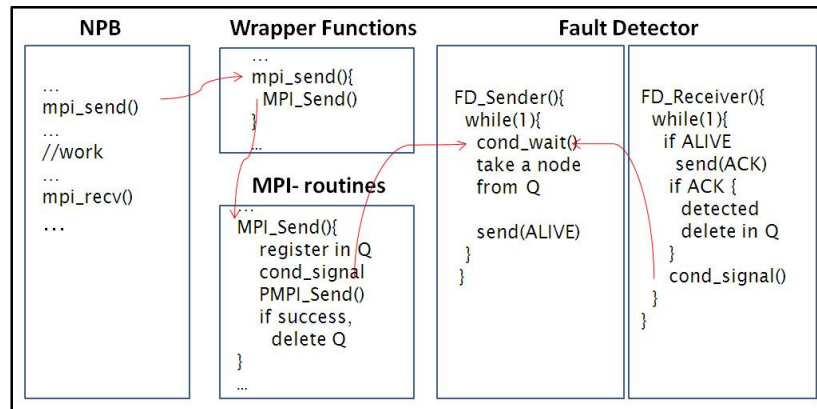 NPB
...
mpi_send()
...
//work
...
mpi_recv()
...
Wrapper Functions
...
mpi_send(){
MPI_Send()
}
...
MPI- routines
...
MPI_Send(){
register in Q
cond_signal
PMPI_Send()
if success,
delete Q
}
...
Fault Detector
FD_Sender(){
while(1){
cond_wait()
take a node
from Q
send(ALIVE)
}
}
FD_Receiver(){
while(1){
if ALIVE
send(ACK)
if ACK {
detected
delete in Q
}
cond_signal()
}
}